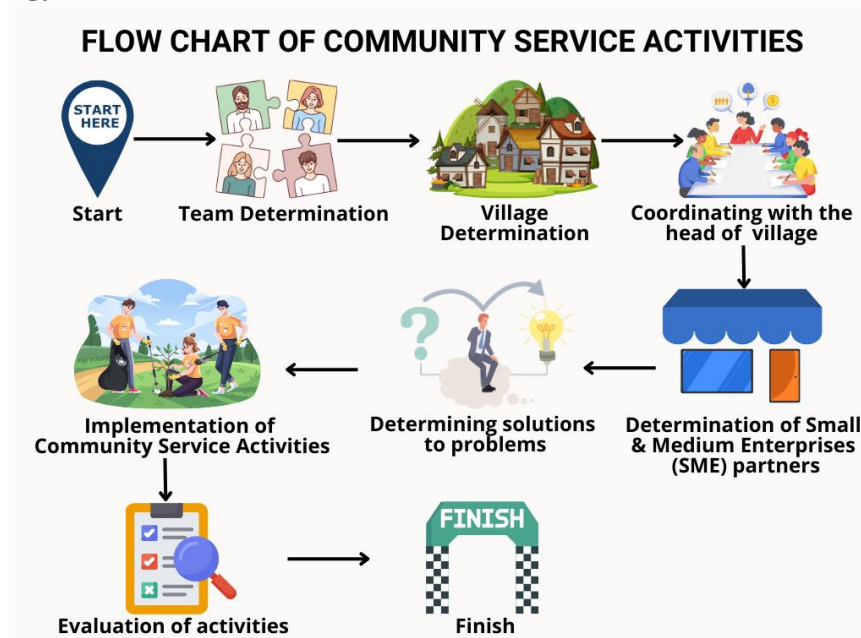 FLOW CHART OF COMMUNITY SERVICE ACTIVITIES
START
HERE
Start
Team Determination
Village
Determination
Coordinating with the
head of village
Determination of Small
& Medium Enterprises
(SME) partners
Determining solutions
to problems
Implementation of
Community Service Activities
Evaluation of activities
FINISH
Finish